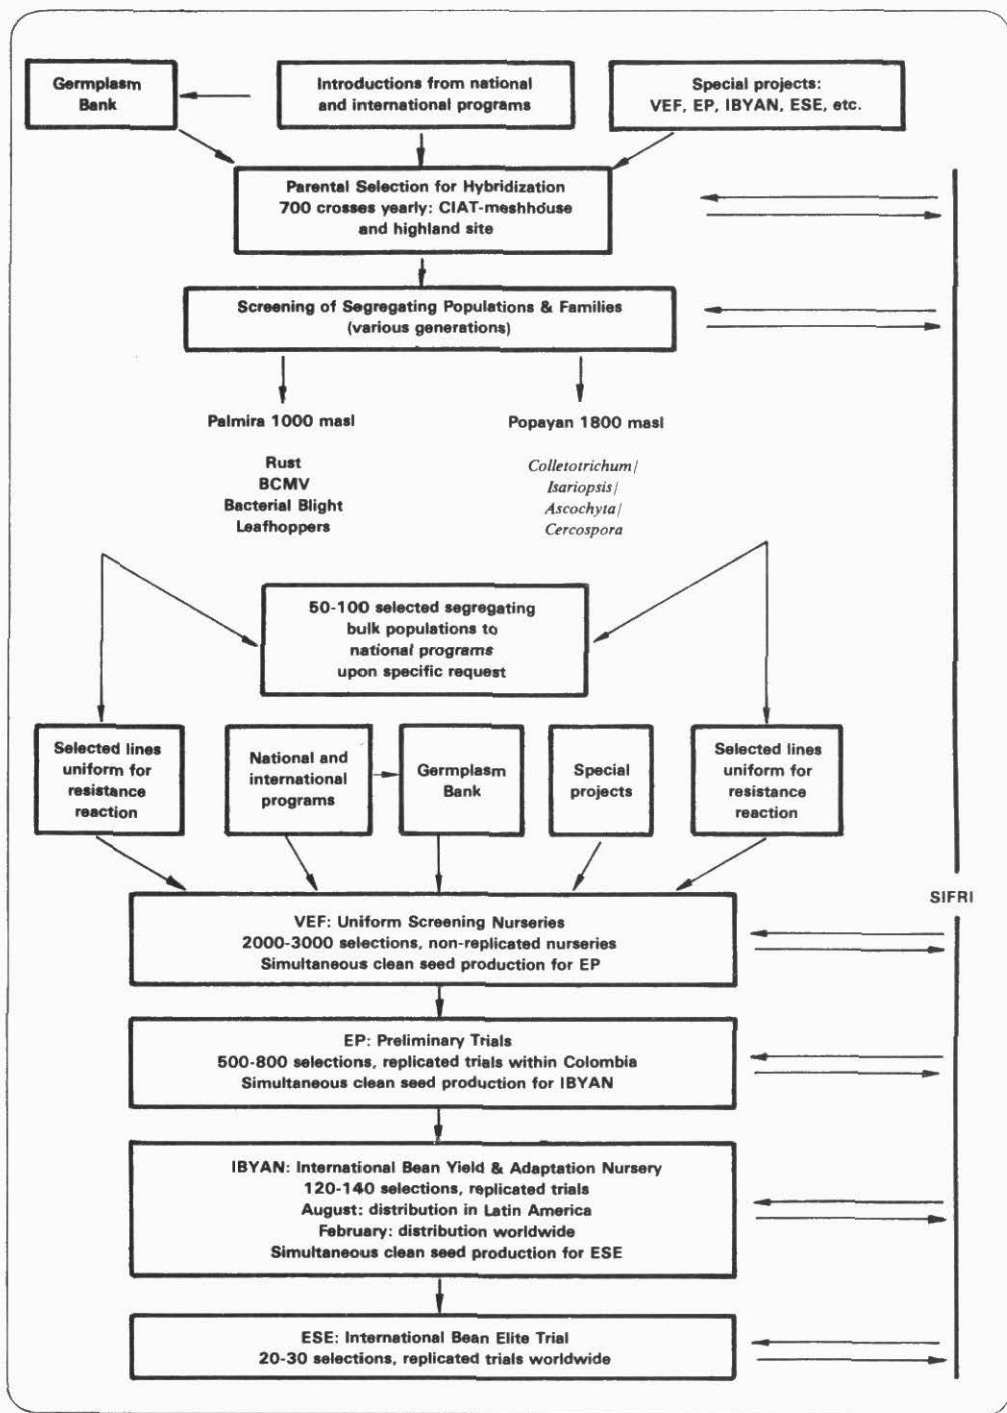 Germplasm
Bank
Introductions from national
and international programs
Special projects:
VEF, EP, IBYAN, ESE, etc.
Parental Selection for Hybridization
700 crosses yearly: CIAT-meshhouse
and highland site
Screening of Segregating Populations & Families
(various generations)
Palmira 1000 masl
Rust
BCMV
Bacterial Blight
Leafhoppers
Popayan 1800 masl
Colletotrichum/
Isariopsis/
Ascochyta/
Cercospora
50-100 selected segregating
bulk populations to
national programs
upon specific request
Selected lines
uniform for
resistance
reaction
National and
international
programs
Germplasm
Bank
Special
projects
Selected lines
uniform for
resistance
reaction
SIFRI
VEF: Uniform Screening Nurseries
2000-3000 selections, non-replicated nurseries
Simultaneous clean seed production for EP
EP: Preliminary Trials
500-800 selections, replicated trials within Colombia
Simultaneous clean seed production for IBYAN
IBYAN: International Bean Yield & Adaptation Nursery
120-140 selections, replicated trials
August: distribution in Latin America
February: distribution worldwide
Simultaneous clean seed production for ESE
ESE: International Bean Elite Trial
20-30 selections, replicated trials worldwide